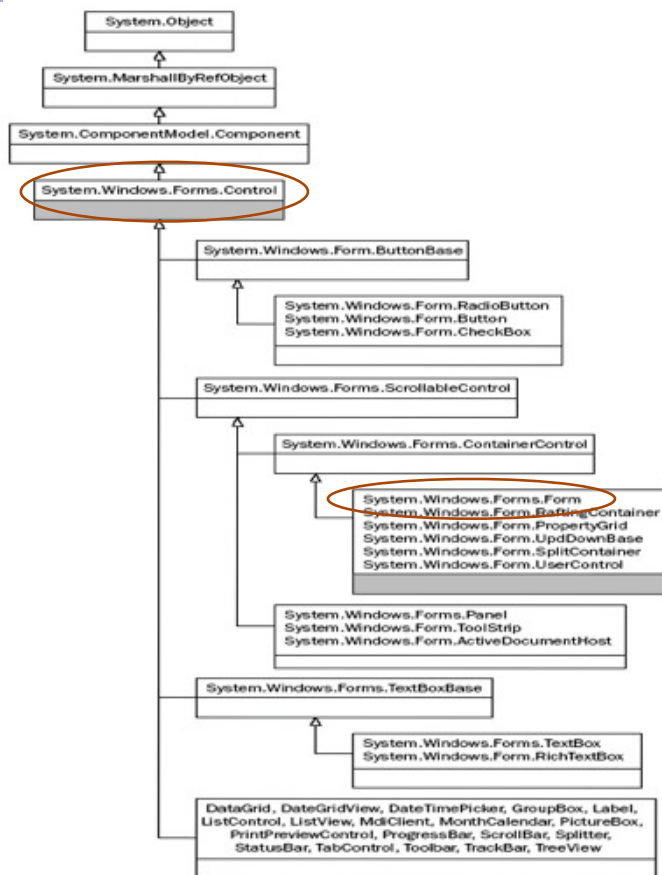 System.Object
System.MarshallByRefObject
System.ComponentModel.Component
System.Windows.Forms.Control
System.Windows.Form.ButtonBase
System.Windows.Form.RadioButton
System.Windows.Form.Button
System.Windows.Form.CheckBox
System.Windows.Forms.ScrollableControl
System.Windows.Forms.ContainerControl
System.Windows.Forms.Form
System.Windows.Form.RaftingContainer
System.Windows.Form.PropertyGrid
System.Windows.Form.UpdDownBase
System.Windows.Form.SplitContainer
System.Windows.Form.UserControl
System.Windows.Forms.Panel
System.Windows.Form.ToolStrip
System.Windows.Form.ActiveDocumentHost
System.Windows.Forms.TextBoxBase
System.Windows.Forms.TextBox
System.Windows.Forms.RichTextBox
DataGrid, DateGridView, DateTimePicker, GroupBox, Label,
ListControl, ListView, MdiClient, MonthCalendar, PictureBox,
PrintPreviewControl, ProgressBar, ScrollBar, Splitter,
StatusBar, TabControl, Toolbar, TrackBar, TreeView